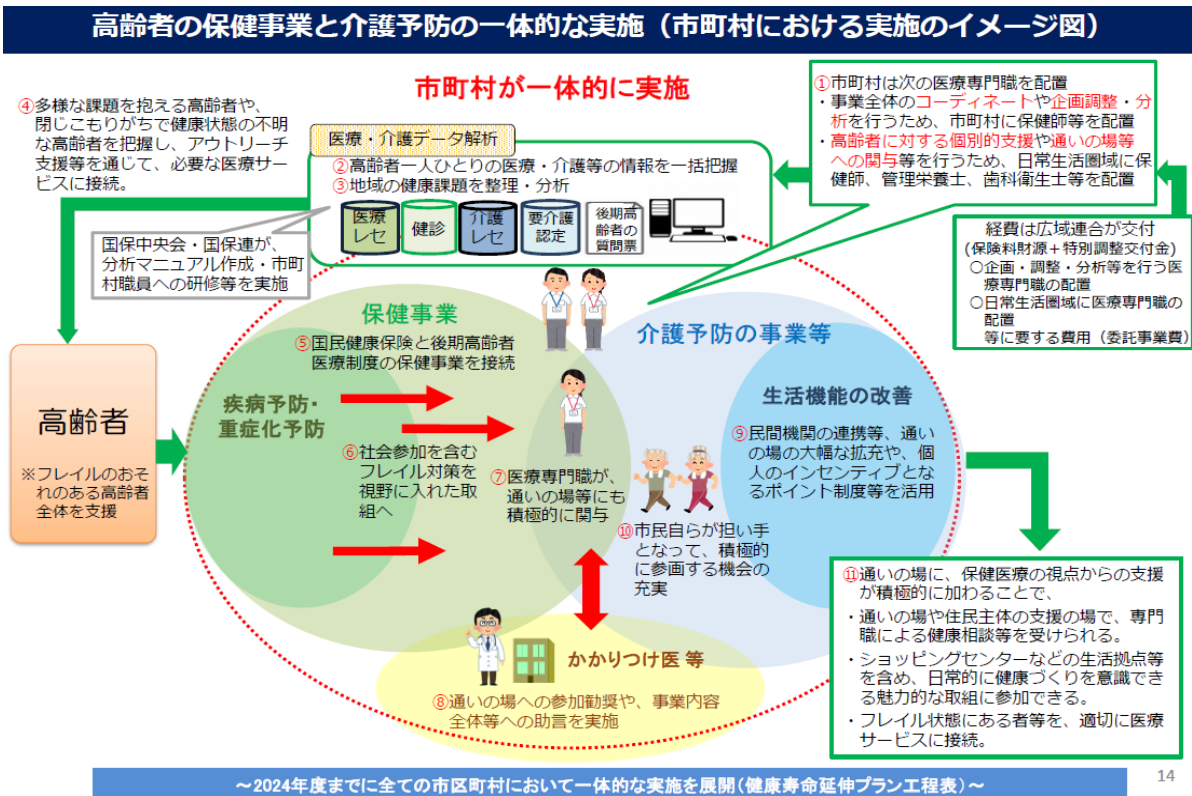 高齢者の保健事業と介護予防の一体的な実施（市町村における実施のイメージ図）
市町村が一体的に実施
①市町村は次の医療専門職を配置
・事業全体のコーディネートや企画調整・分
析を行うため、市町村に保健師等を配置
・高齢者に対する個別的支援や通いの場等
への関与等を行うため、日常生活圏域に保
健師、管理栄養士、歯科衛生士等を配置
④多様な課題を抱える高齢者や、
閉じこもりがちで健康状態の不明
な高齢者を把握し、アウトリーチ
支援等を通じて、必要な医療サー
ビスに接続。
医療・介護データ解析
②高齢者一人ひとりの医療・介護等の情報を一括把握
③地域の健康課題を整理・分析
医療
レセ
健診
介護
レセ
要介護
認定
後期高
齢者の
質問票
国保中央会・国保連が、
分析マニュアル作成・市町
村職員への研修等を実施
経費は広域連合が交付
(保険料財源＋特別調整交付金)
○企画・調整・分析等を行う医
療専門職の配置
○日常生活圏域に医療専門職の
配置
等に要する費用（委託事業費）
保健事業
⑤国民健康保険と後期高齢者
医療制度の保健事業を接続
介護予防の事業等
高齢者
※フレイルのおそ
れのある高齢者
全体を支援
疾病予防・
重症化予防
⑥社会参加を含む
フレイル対策を
視野に入れた取
組へ
⑦医療専門職が、
通いの場等にも
積極的に関与
生活機能の改善
⑨民間機関の連携等、通い
の場の大幅な拡充や、個
人のインセンティブとな
るポイント制度等を活用
⑩市民自らが担い手
となって、積極的
に参画する機会の
充実
かかりつけ医 等
⑧通いの場への参加勧奨や、事業内容
全体等への助言を実施
⑪通いの場に、保健医療の視点からの支援
が積極的に加わることで、
・通いの場や住民主体の支援の場で、専門
職による健康相談等を受けられる。
・ショッピングセンターなどの生活拠点等
を含め、日常的に健康づくりを意識でき
る魅力的な取組に参加できる。
・フレイル状態にある者等を、適切に医療
サービスに接続。
～2024年度までに全ての市区町村において一体的な実施を展開（健康寿命延伸プラン工程表）～
14